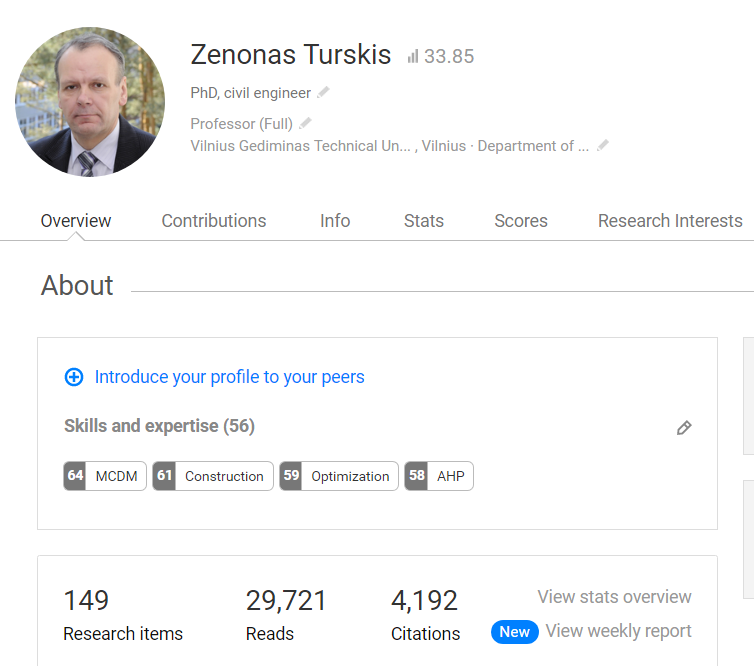 Zenonas Turskis 33.85
PhD, civil engineer
Professor (Full)
Vilnius Gediminas Technical Un... , Vilnius · Department of ...
Overview Contributions Info Stats Scores Research Interests
About
Introduce your profile to your peers
Skills and expertise (56)
64 MCDM 61 Construction 59 Optimization 58 AHP
149 29,721 4,192 View stats overview
Research items Reads Citations New View weekly report